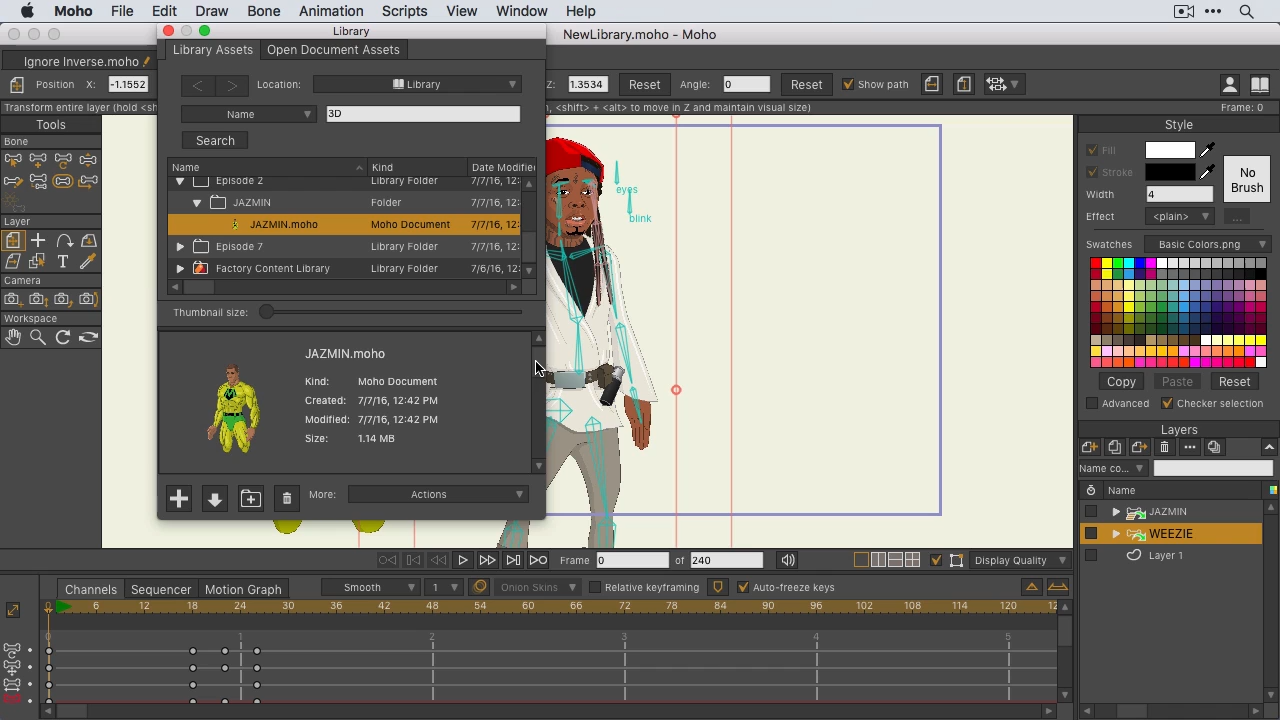 Moho File Edit Draw Bone Animation Scripts View Window Help
Library
NewLibrary.moho - Moho
Ignore Inverse.moho
Library Assets Open Document Assets
Position X: -1.1552
Location: Library
Z: 1.3534 Reset Angle: 0 Reset Show path
Transform entire layer (hold <sh
, <shift> + <alt> to move in Z and maintain visual size)
Frame: 0
Name 3D
Search
Tools
Bone
Layer
Camera
Workspace
Name Kind Date Modified
Episode 2 Library Folder 7/7/16, 12:
JAZMIN Folder 7/7/16, 12:
JAZMIN.moho Moho Document 7/7/16, 12:
Episode 7 Library Folder 7/7/16, 12:
Factory Content Library Library Folder 7/6/16, 12:
Thumbnail size:
JAZMIN.moho
Kind: Moho Document
Created: 7/7/16, 12:42 PM
Modified: 7/7/16, 12:42 PM
Size: 1.14 MB
More: Actions
eyes
blink
Style
Fill
Stroke
No
Brush
Width 4
Effect <plain> ...
Swatches Basic Colors.png
Copy Paste Reset
Advanced Checker selection
Layers
Name co...
Name
JAZMIN
WEEZIE
Layer 1
Frame 0 of 240 Display Quality
Channels Sequencer Motion Graph Smooth 1 Onion Skins Relative keyframing Auto-freeze keys
0 6 12 18 24 30 36 42 48 54 60 66 72 78 84 90 96 102 108 114 120 12
0 1 2 3 4 5